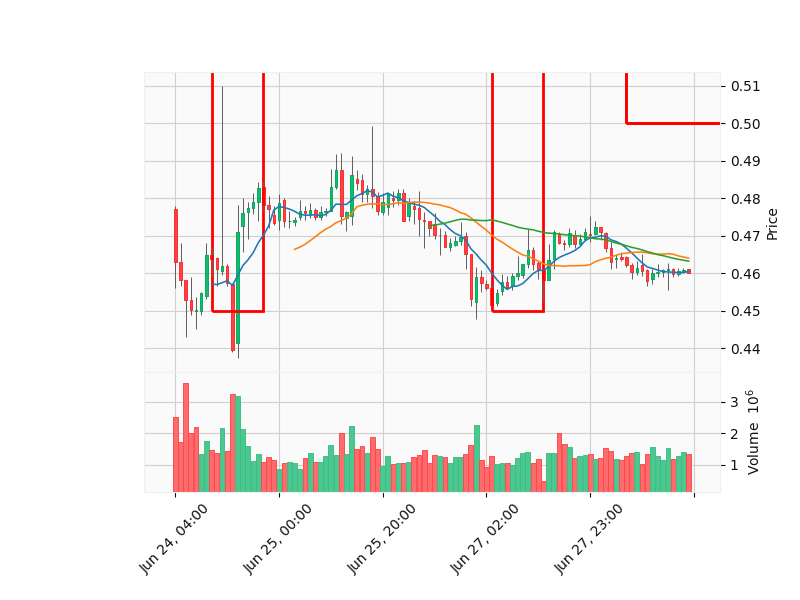 0.51
0.50
0.49
0.48
0.47
0.46
0.45
0.44
Price
3
2
1
Volume 10^6
Jun 24, 04:00
Jun 25, 00:00
Jun 25, 20:00
Jun 27, 02:00
Jun 27, 23:00